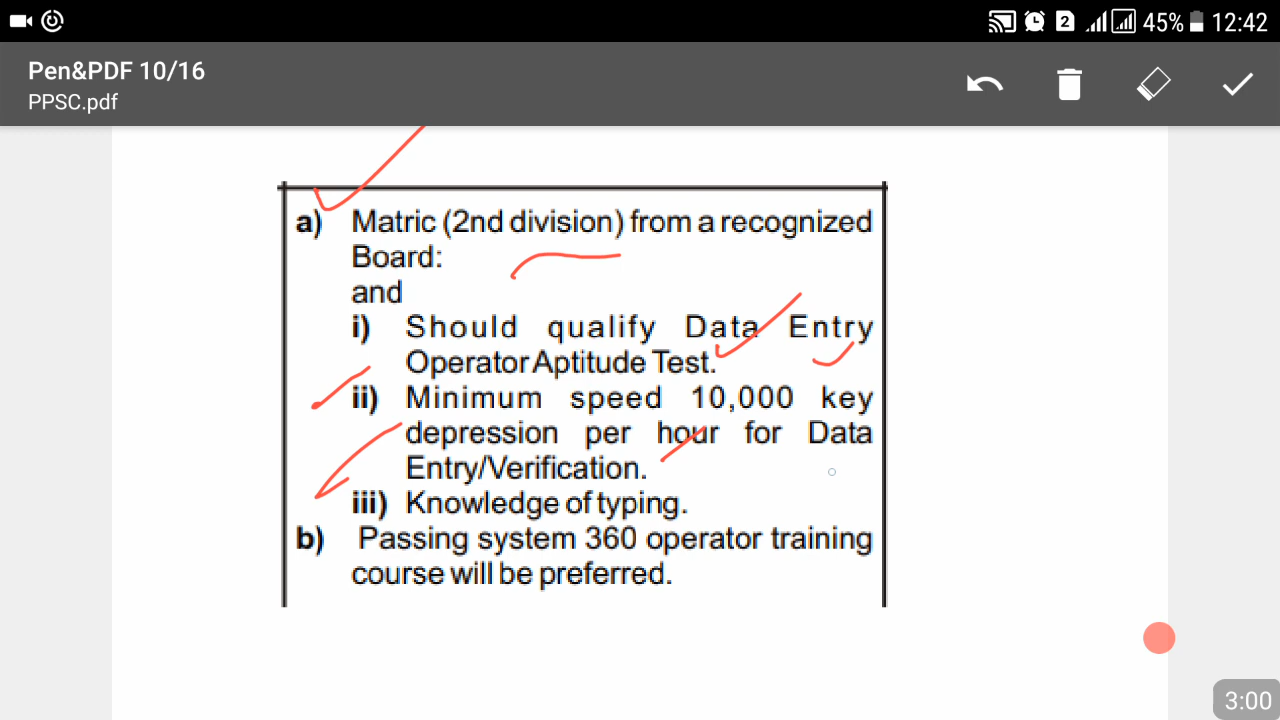 2 45% 12:42
Pen&PDF 10/16
PPSC.pdf
a) Matric (2nd division) from a recognized
Board:
and
i) Should qualify Data Entry
Operator Aptitude Test.
ii) Minimum speed 10,000 key
depression per hour for Data
Entry/Verification.
iii) Knowledge of typing.
b) Passing system 360 operator training
course will be preferred.
3:00